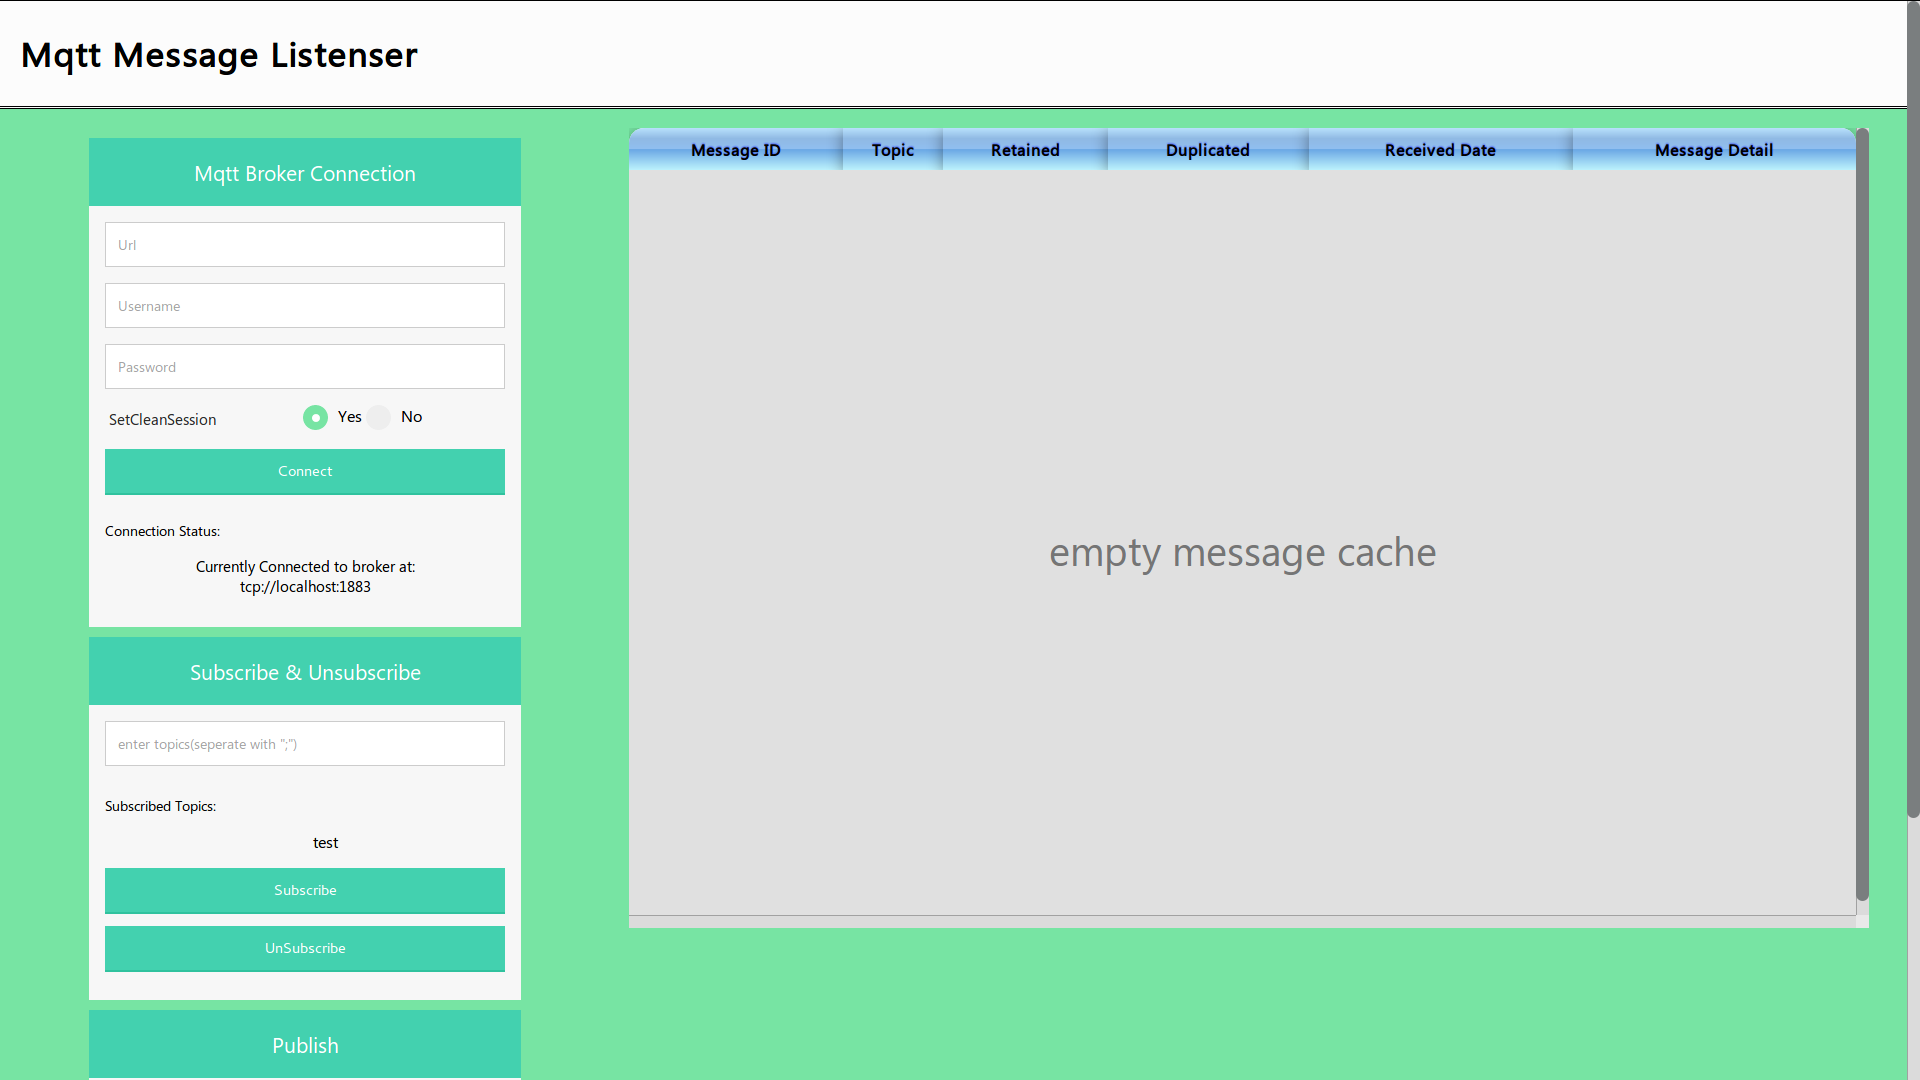 Mqtt Message Listenser
Mqtt Broker Connection
Url
Username
Password
SetCleanSession Yes No
Connect
Connection Status:
Currently Connected to broker at:
tcp://localhost:1883
Subscribe & Unsubscribe
enter topics(seperate with ";")
Subscribed Topics:
test
Subscribe
UnSubscribe
Publish
Message ID Topic Retained Duplicated Received Date Message Detail
empty message cache